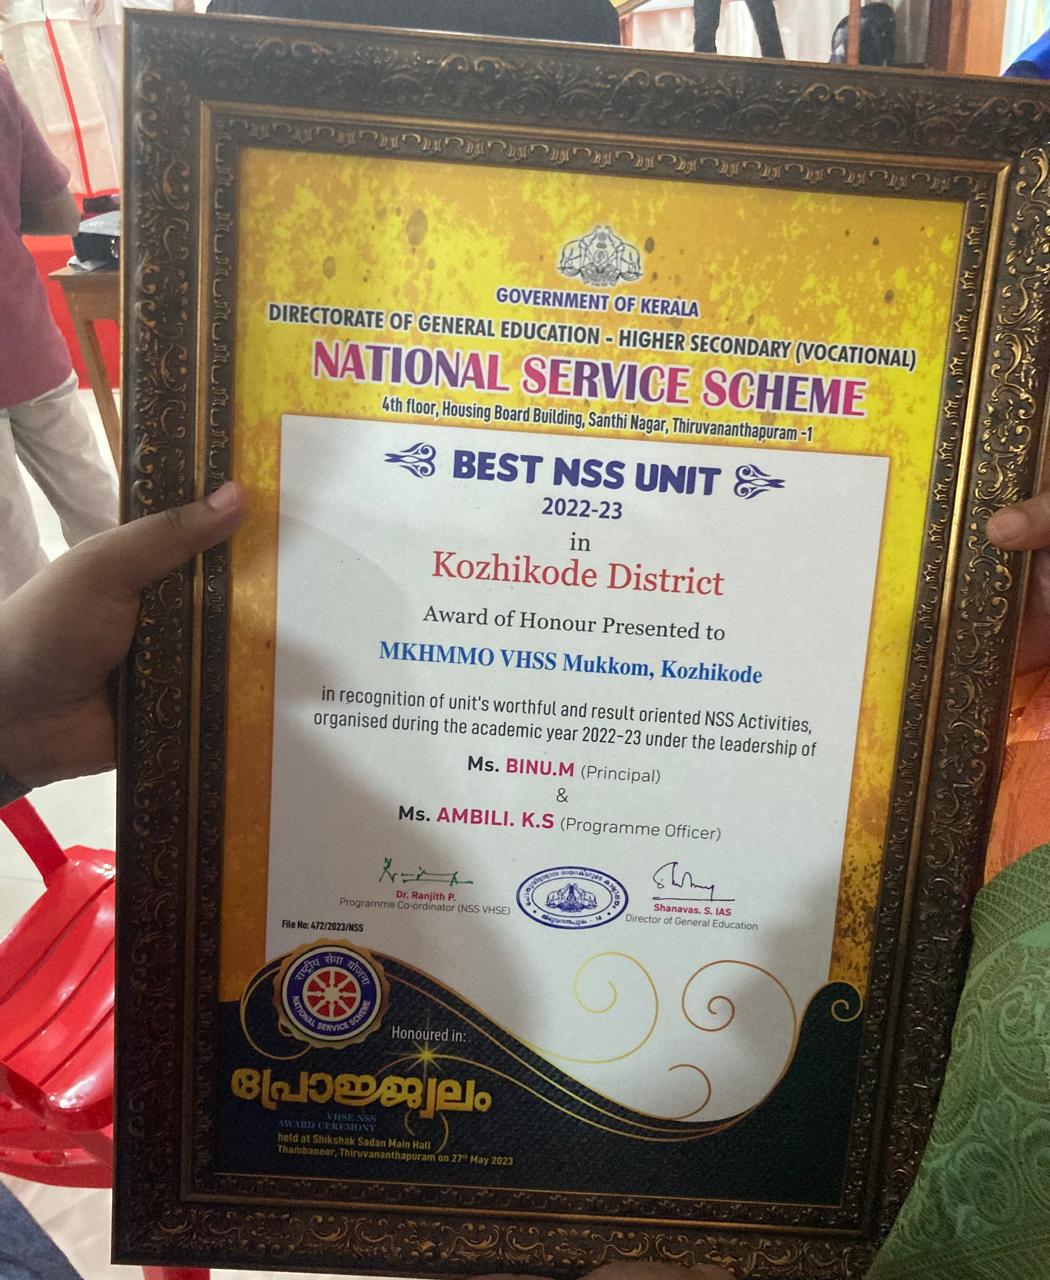 GOVERNMENT OF KERALA
DIRECTORATE OF GENERAL EDUCATION - HIGHER SECONDARY (VOCATIONAL)
NATIONAL SERVICE SCHEME
4th floor, Housing Board Building, Santhi Nagar, Thiruvananthapuram -1
BEST NSS UNIT
2022-23
in
Kozhikode District
Award of Honour Presented to
MKHMMO VHSS Mukkom, Kozhikode
in recognition of unit's worthful and result oriented NSS Activities,
organised during the academic year 2022-23 under the leadership of
Ms. BINU.M (Principal)
&
Ms. AMBILI. K.S (Programme Officer)
Dr. Ranjith P.
Programme Co-ordinator (NSS VHSE)
Shanavas. S. IAS
Director of General Education
File No: 472/2023/NSS
राष्ट्रीय सेवा योजना
NATIONAL SERVICE SCHEME
Honoured in:
പ്രോജ്ജ്വലം
VHSE NSS
AWARD CEREMONY
held at Shikshak Sadan Main Hall
Thambanoor, Thiruvananthapuram on 27th May 2023